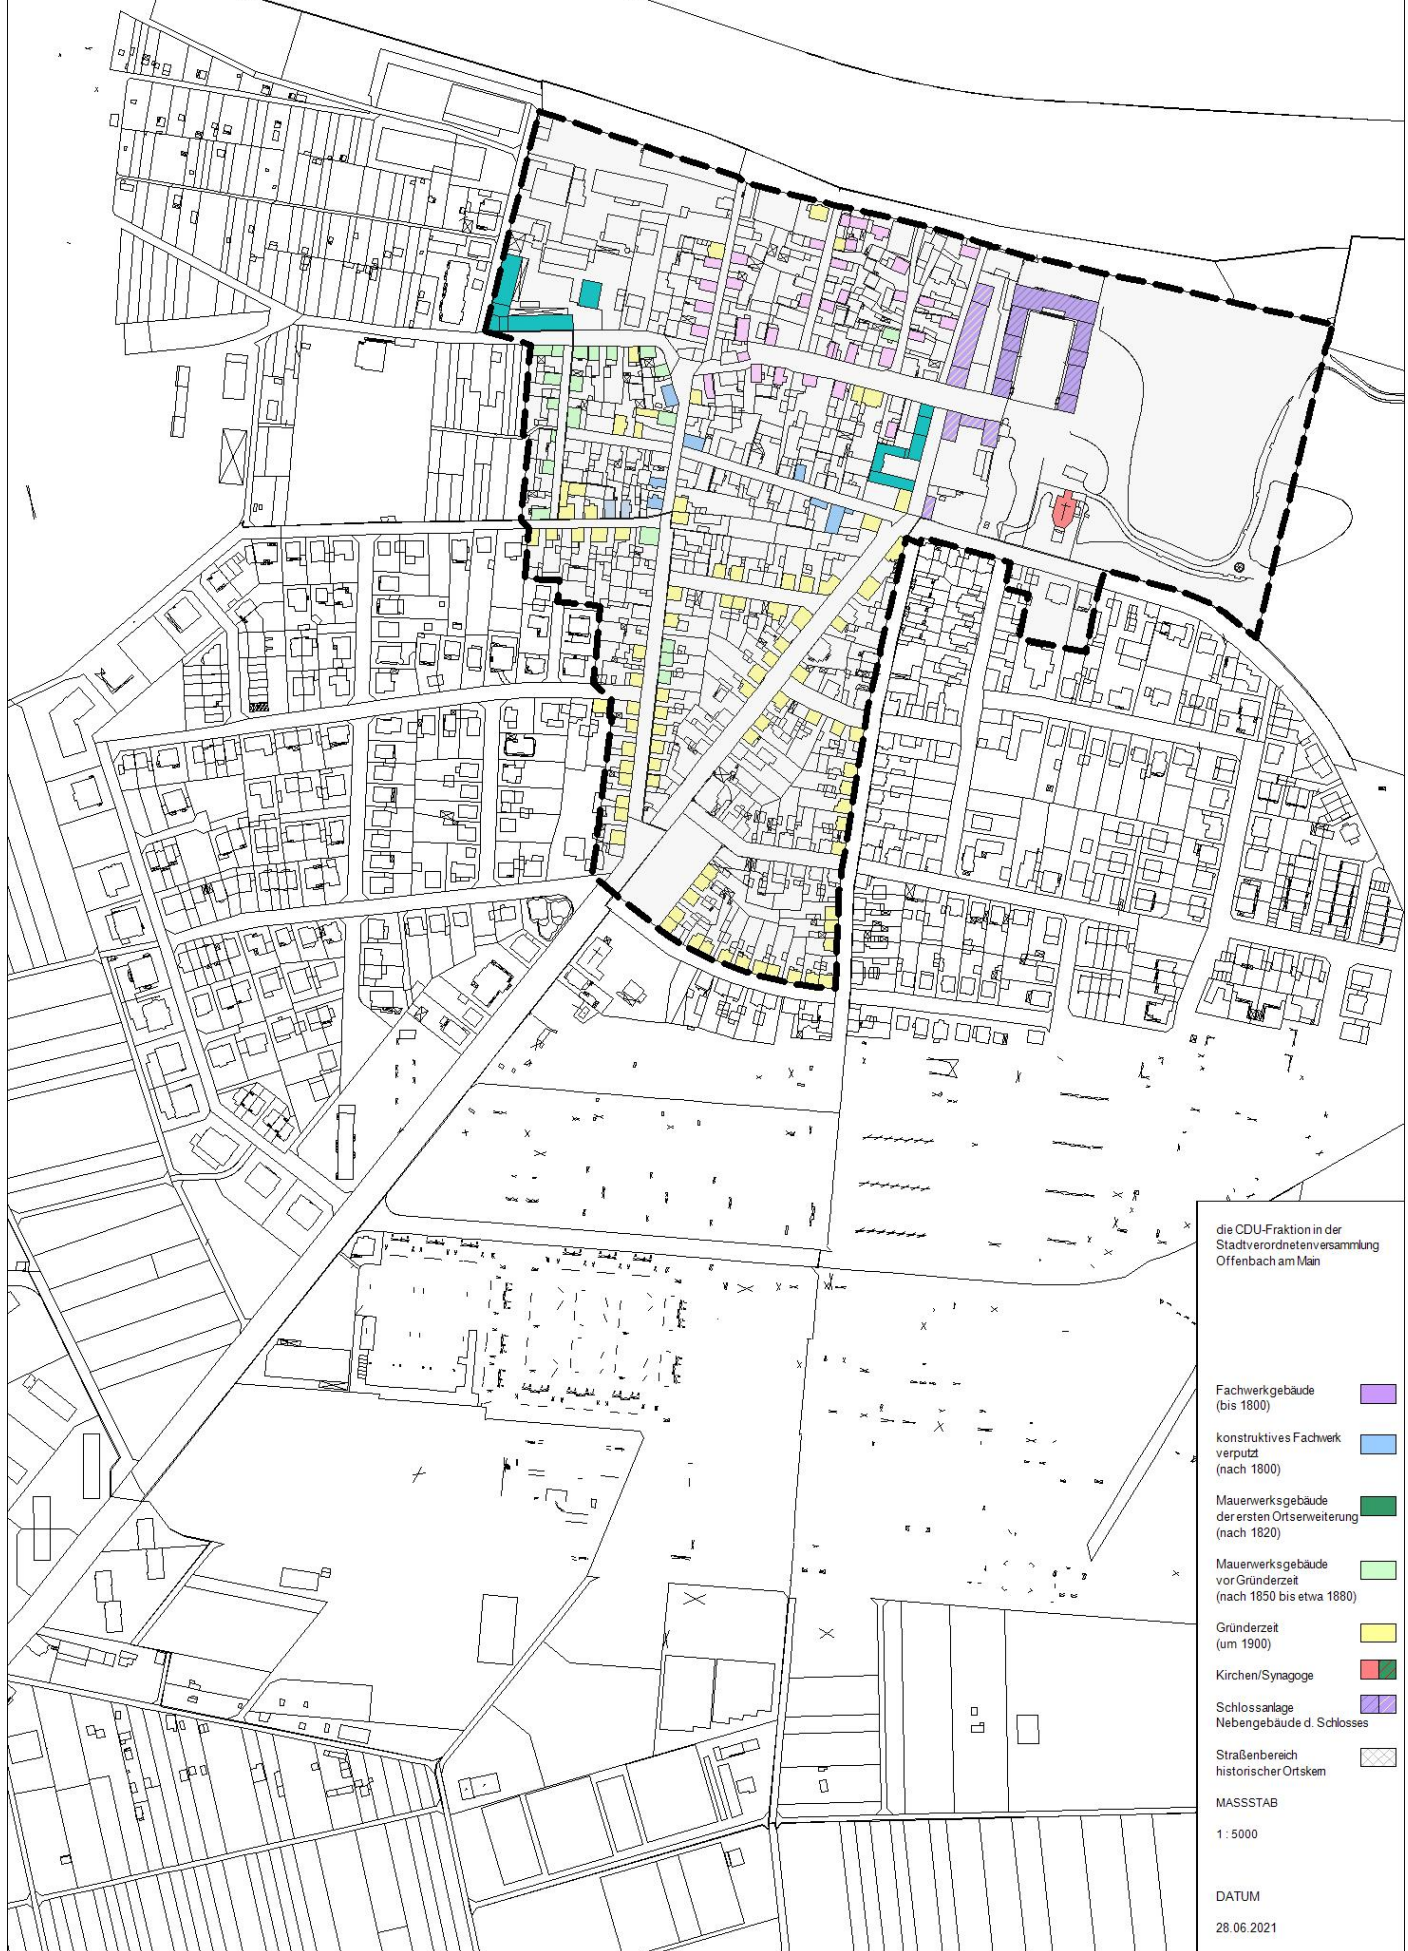 die CDU-Fraktion in der
Stadtverordnetenversammlung
Offenbach am Main
Fachwerkgebäude
(bis 1800)
konstruktives Fachwerk
verputzt
(nach 1800)
Mauerwerksgebäude
der ersten Ortserweiterung
(nach 1820)
Mauerwerksgebäude
vor Gründerzeit
(nach 1850 bis etwa 1880)
Gründerzeit
(um 1900)
Kirchen/Synagoge
Schlossanlage
Nebengebäude d. Schlosses
Straßenbereich
historischer Ortskern
MASSSTAB
1 : 5000
DATUM
28.06.2021